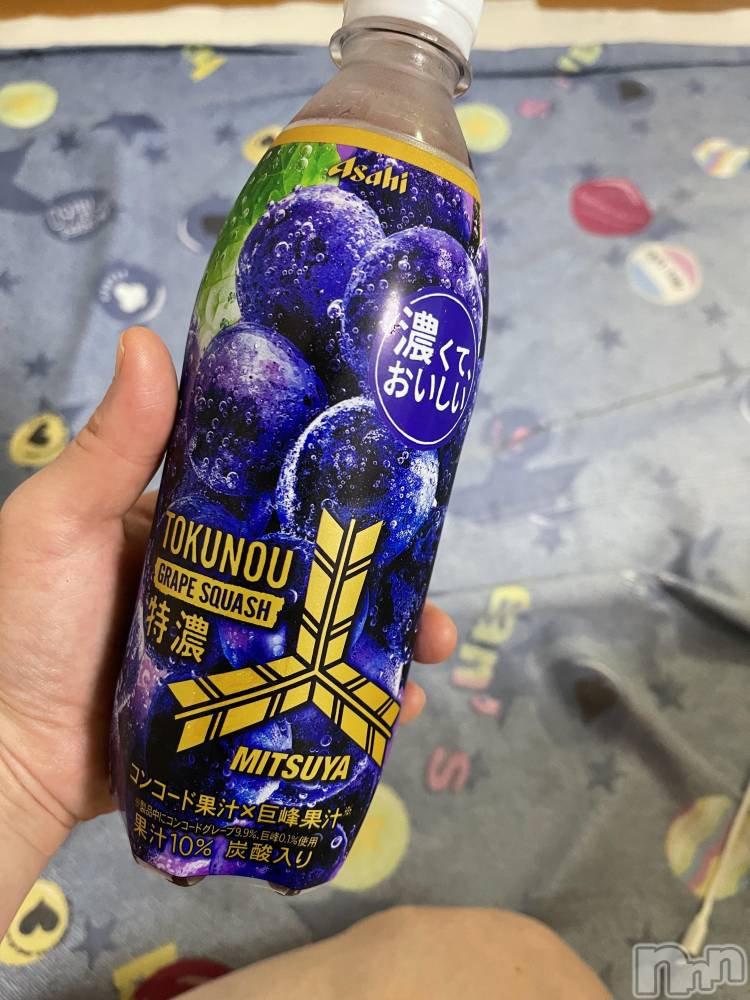 Asahi
濃くて、
おいしい
TOKUNOU
GRAPE SQUASH
特濃
MITSUYA
コンコード果汁×巨峰果汁※
※製品中にコンコードグレープ9.9%、巨峰0.1%使用
果汁10% 炭酸入り
nnn